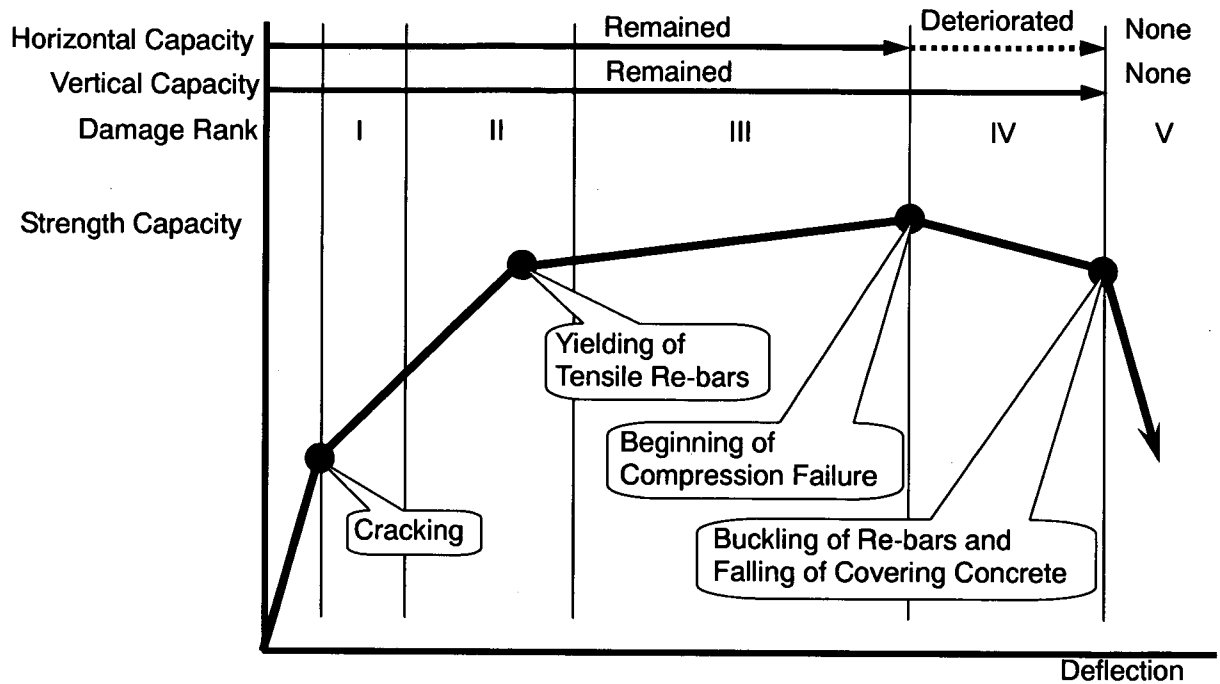 Horizontal Capacity
Remained
Deteriorated
None
Vertical Capacity
Remained
None
Damage Rank
I
II
III
IV
V
Strength Capacity
Yielding of
Tensile Re-bars
Beginning of
Compression Failure
Cracking
Buckling of Re-bars and
Falling of Covering Concrete
Deflection